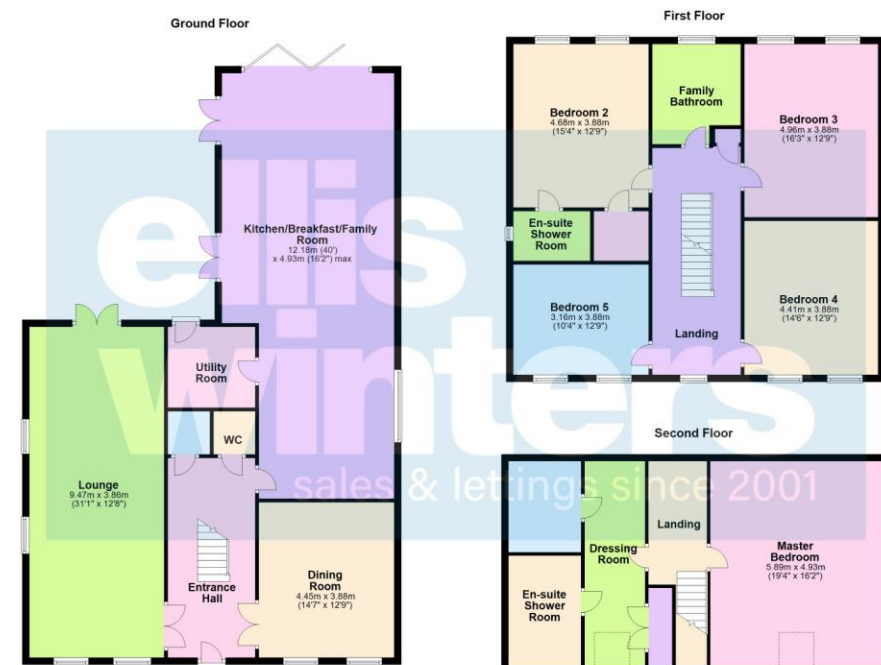 Ground Floor
Kitchen/Breakfast/Family
Room
12.18m (40')
x 4.93m (16'2") max
Utility
Room
WC
Lounge
9.47m x 3.86m
(31'1" x 12'8")
Entrance
Hall
Dining
Room
4.45m x 3.88m
(14'7" x 12'9")
First Floor
Bedroom 2
4.68m x 3.88m
(15'4" x 12'9")
Family
Bathroom
Bedroom 3
4.96m x 3.88m
(16'3" x 12'9")
En-suite
Shower
Room
Bedroom 5
3.16m x 3.88m
(10'4" x 12'9")
Landing
Bedroom 4
4.41m x 3.88m
(14'6" x 12'9")
Second Floor
Landing
Dressing
Room
En-suite
Shower
Room
Master
Bedroom
5.89m x 4.93m
(19'4" x 16'2")
ellis
winters
sales & lettings since 2001